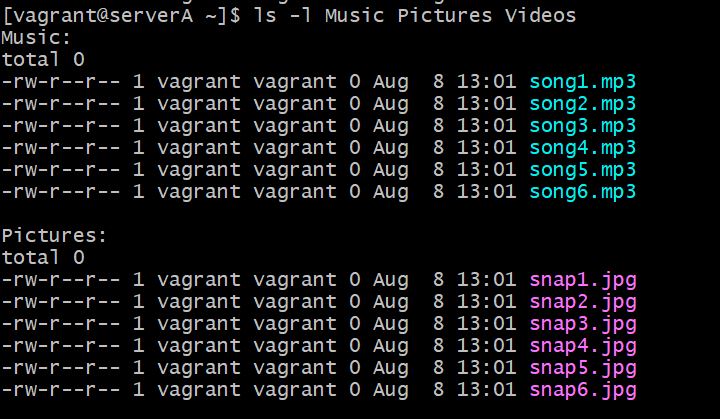 [vagrant@serverA ~]$ ls -l Music Pictures Videos
Music:
total 0
-rw-r--r-- 1 vagrant vagrant 0 Aug  8 13:01 song1.mp3
-rw-r--r-- 1 vagrant vagrant 0 Aug  8 13:01 song2.mp3
-rw-r--r-- 1 vagrant vagrant 0 Aug  8 13:01 song3.mp3
-rw-r--r-- 1 vagrant vagrant 0 Aug  8 13:01 song4.mp3
-rw-r--r-- 1 vagrant vagrant 0 Aug  8 13:01 song5.mp3
-rw-r--r-- 1 vagrant vagrant 0 Aug  8 13:01 song6.mp3

Pictures:
total 0
-rw-r--r-- 1 vagrant vagrant 0 Aug  8 13:01 snap1.jpg
-rw-r--r-- 1 vagrant vagrant 0 Aug  8 13:01 snap2.jpg
-rw-r--r-- 1 vagrant vagrant 0 Aug  8 13:01 snap3.jpg
-rw-r--r-- 1 vagrant vagrant 0 Aug  8 13:01 snap4.jpg
-rw-r--r-- 1 vagrant vagrant 0 Aug  8 13:01 snap5.jpg
-rw-r--r-- 1 vagrant vagrant 0 Aug  8 13:01 snap6.jpg